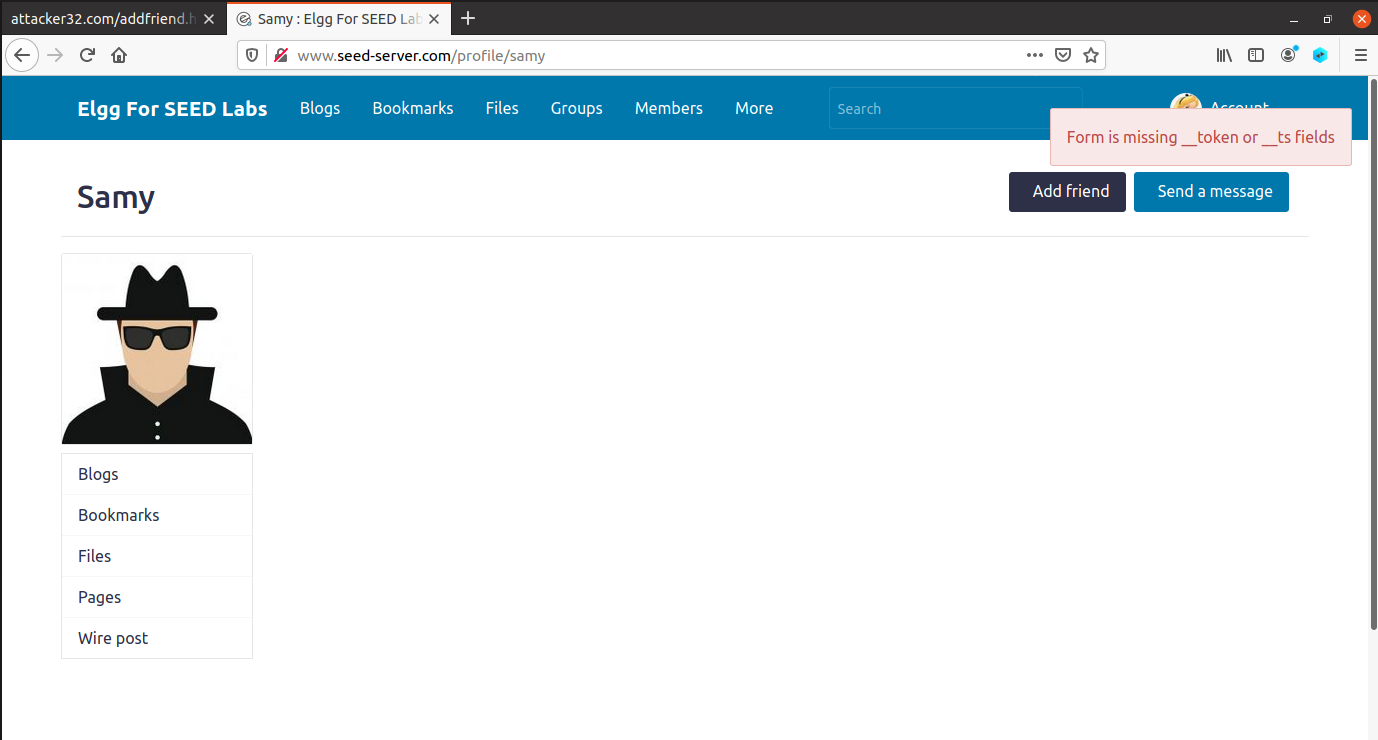 attacker32.com/addfriend.h
Samy : Elgg For SEED Lab
www.seed-server.com/profile/samy
Elgg For SEED Labs
Blogs
Bookmarks
Files
Groups
Members
More
Search
Account
Form is missing __token or __ts fields
Samy
Add friend
Send a message
Blogs
Bookmarks
Files
Pages
Wire post